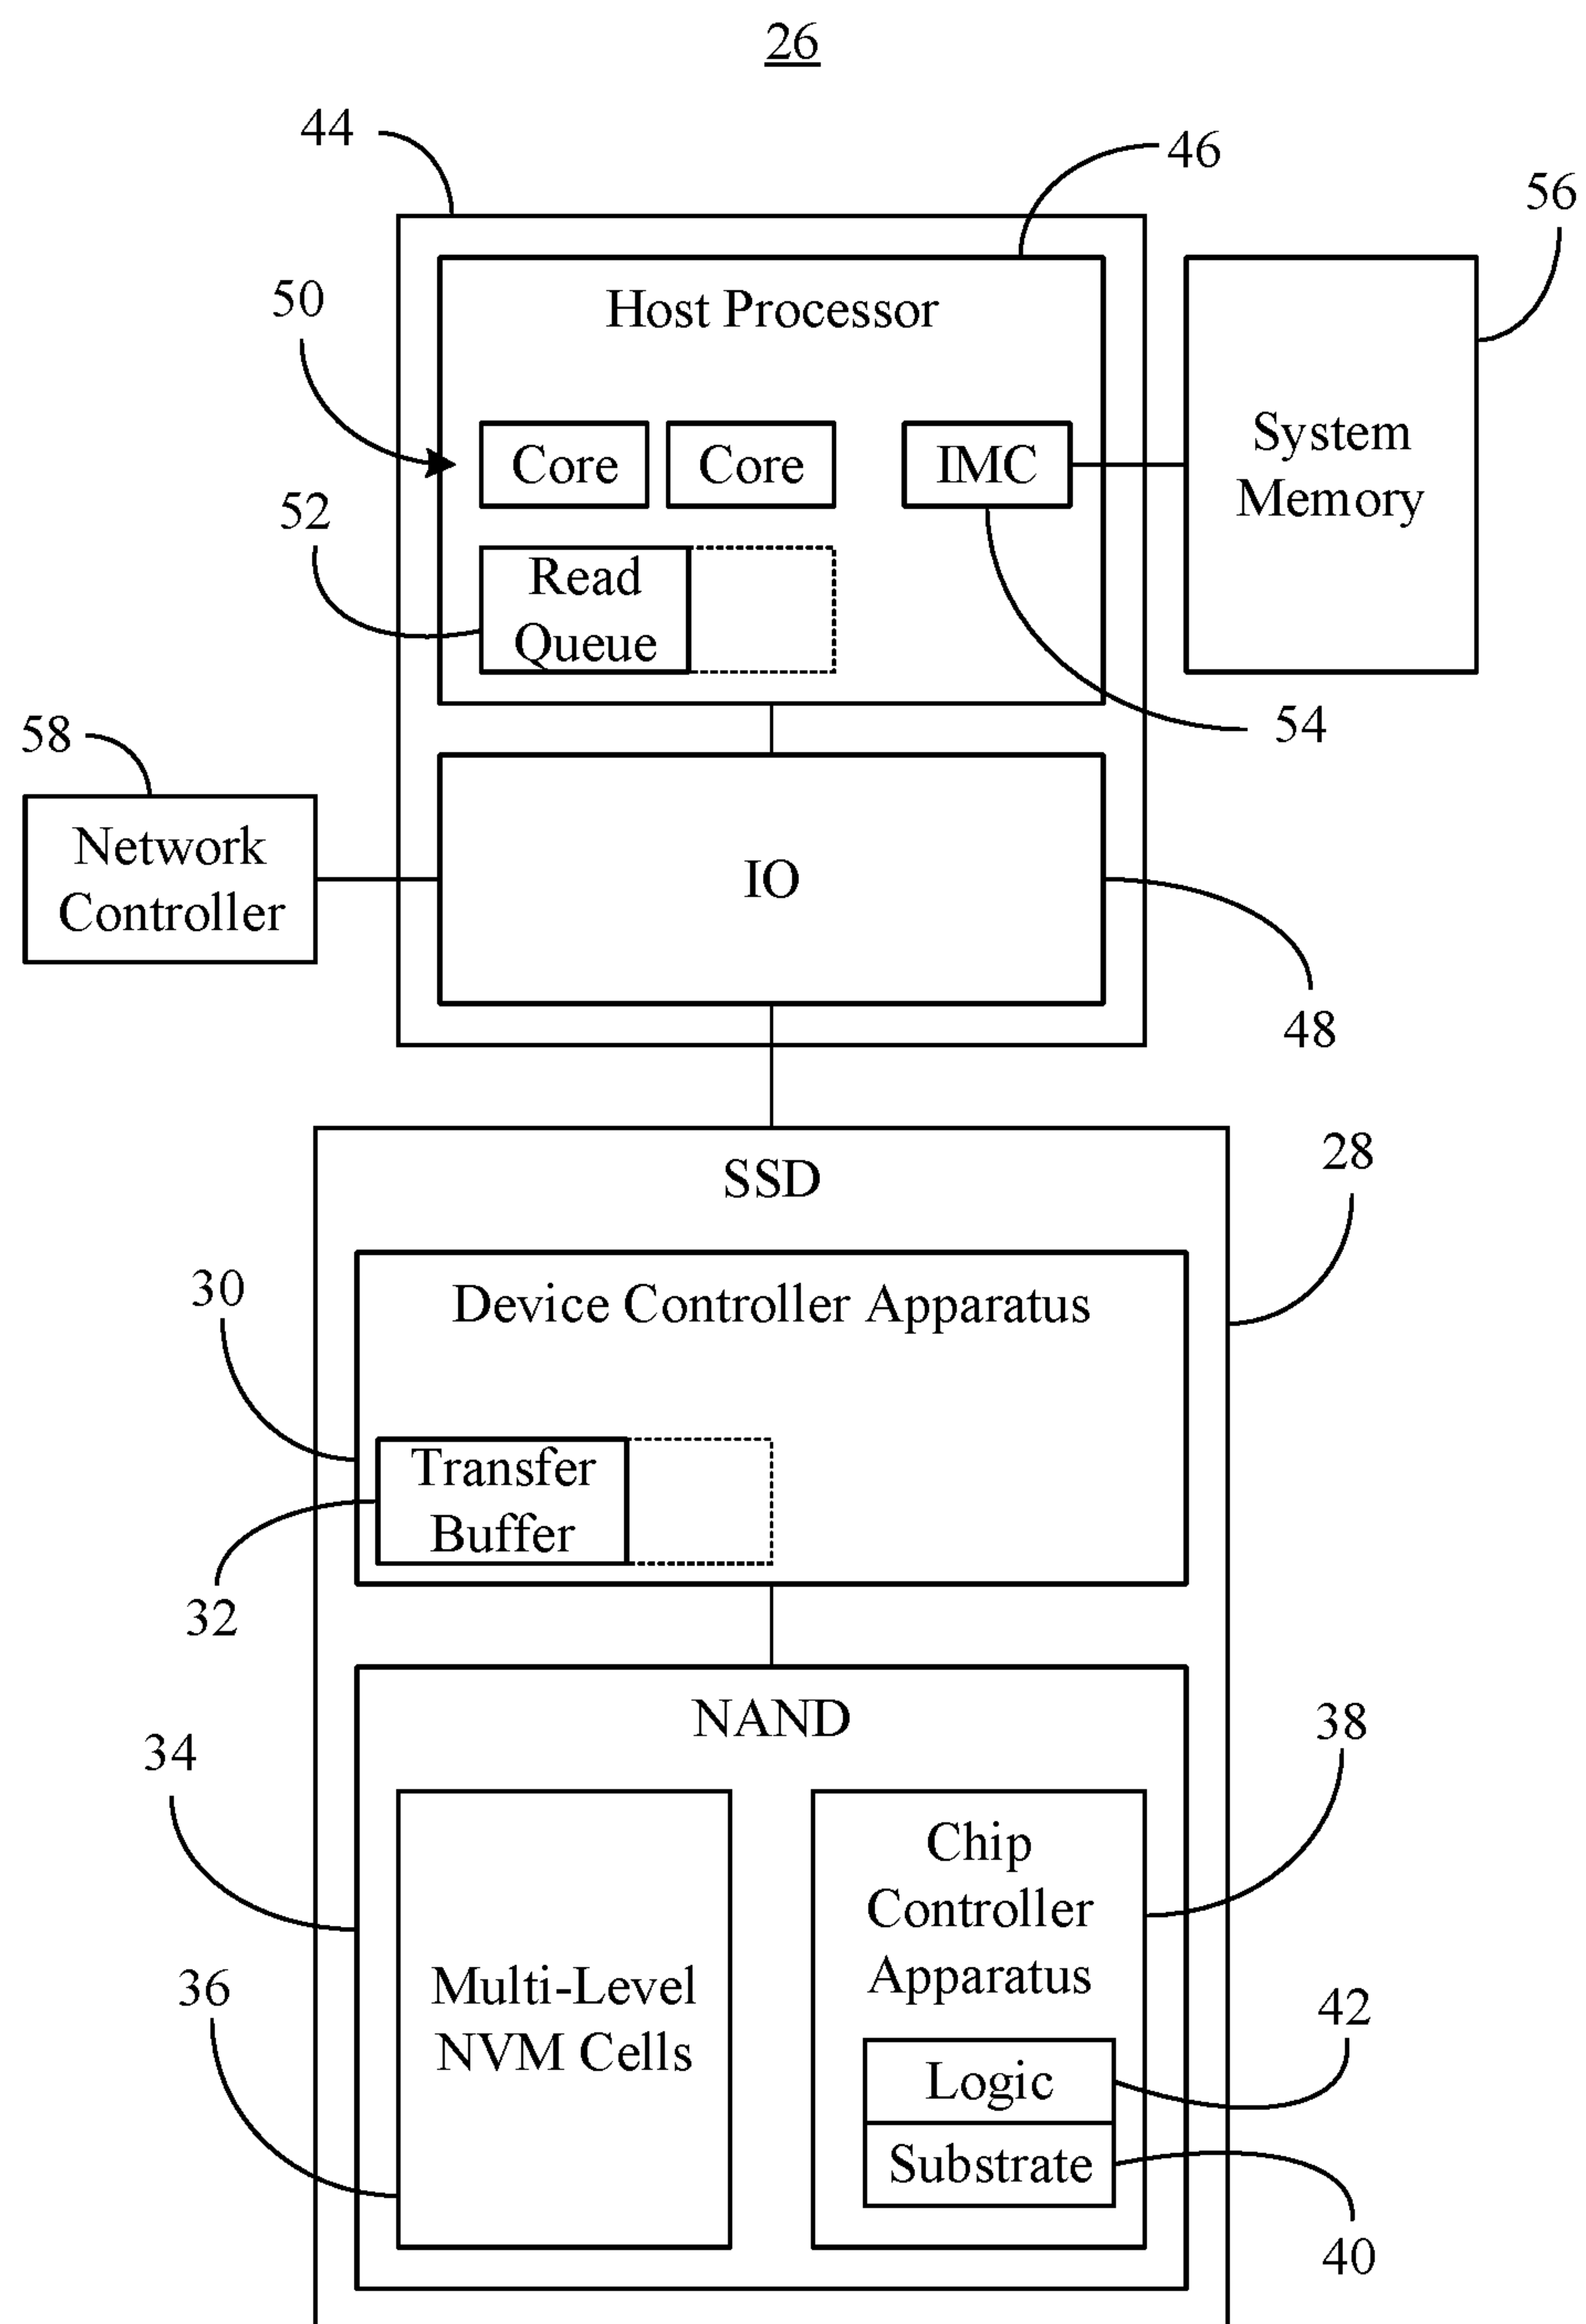 26
44
46
56
Host Processor
50
Core
Core
IMC
System
Memory
52
Read
Queue
54
58
Network
Controller
IO
48
SSD
28
30
Device Controller Apparatus
Transfer
Buffer
32
NAND
38
34
Chip
Controller
Apparatus
36
Multi-Level
NVM Cells
42
Logic
Substrate
40